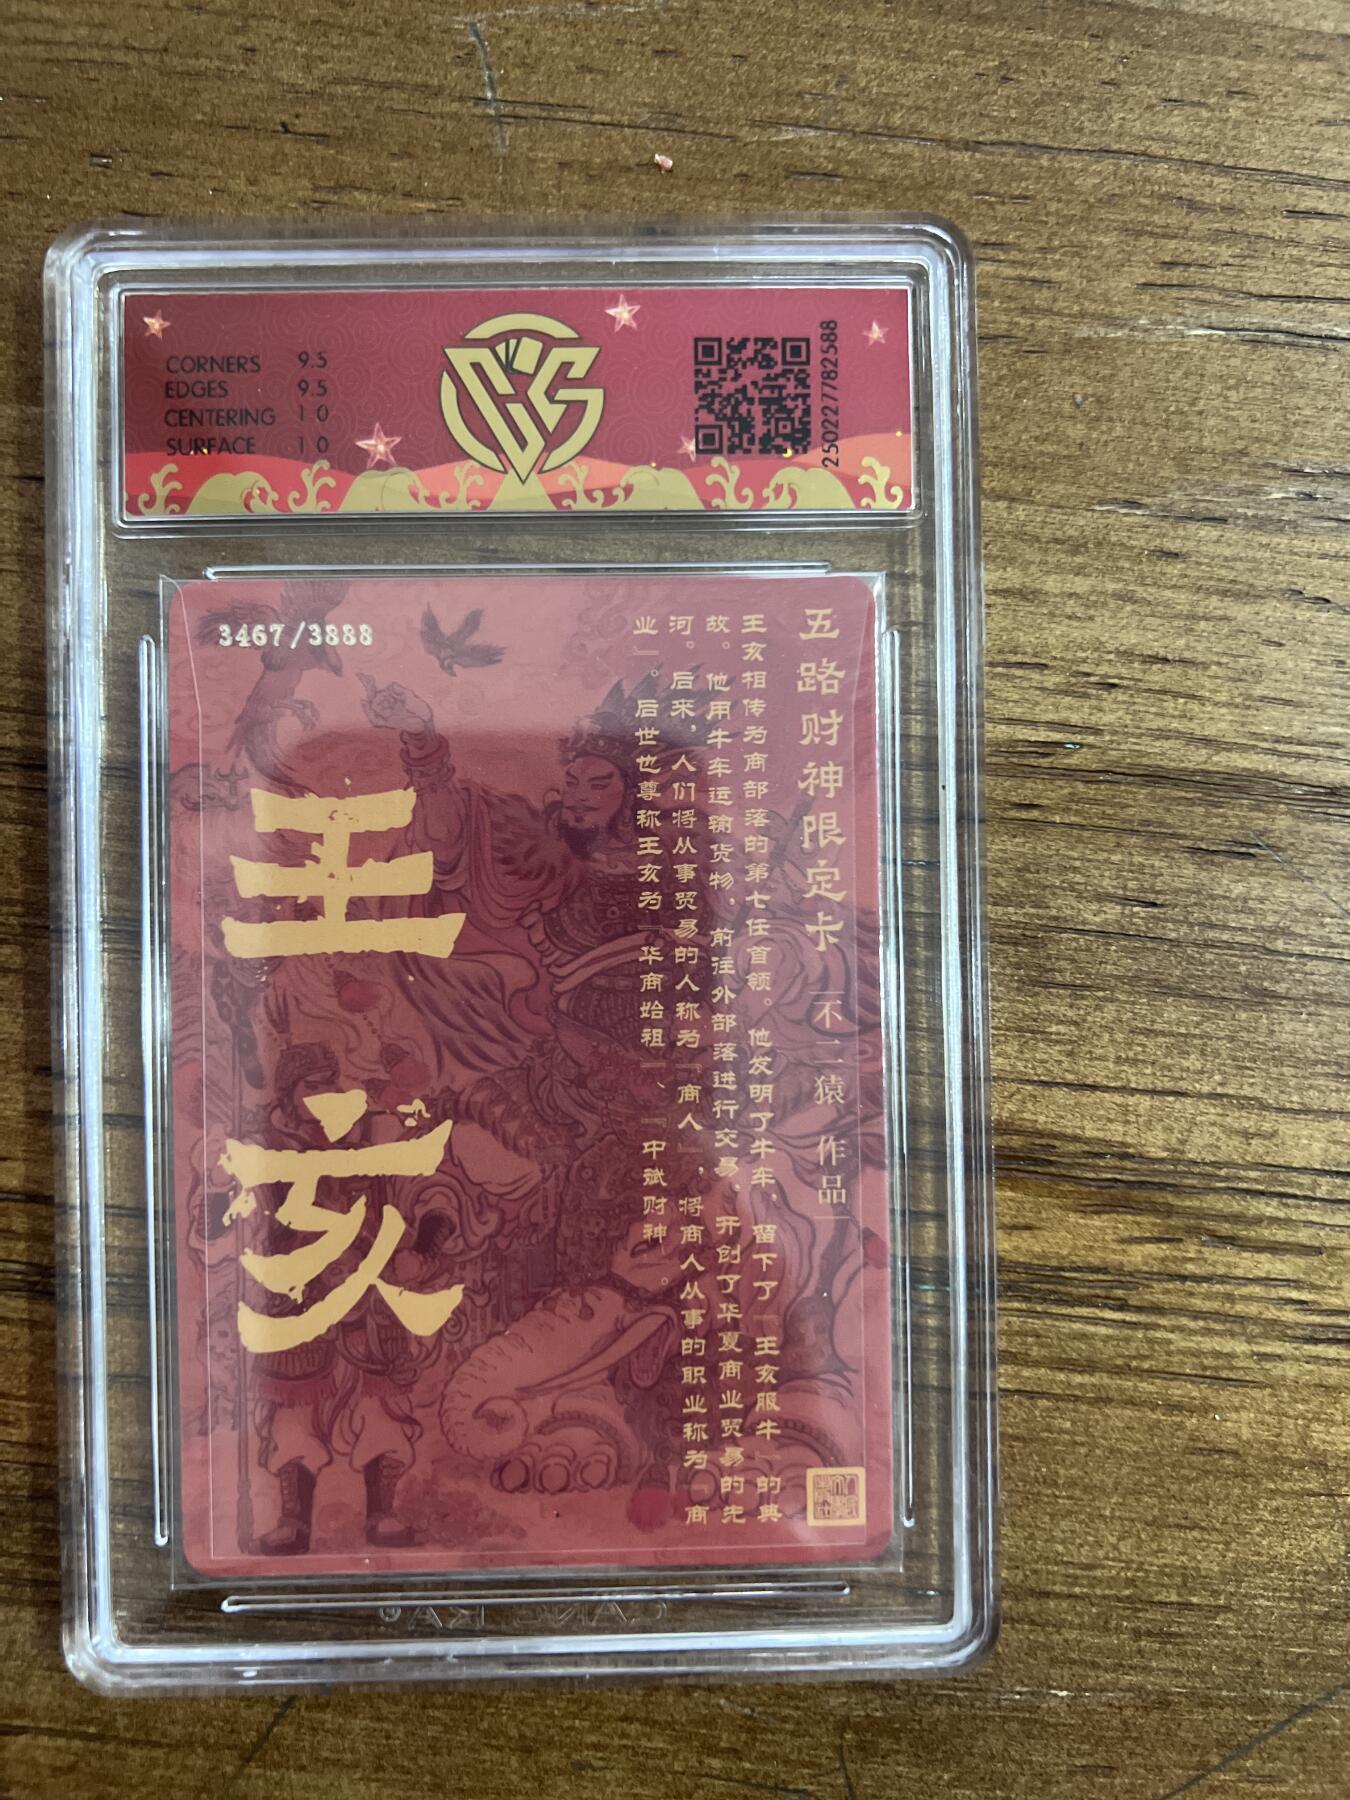 CORNERS 9.5
EDGES 9.5
CENTERING 10
SURFACE 10
2502277782588
3467/3888
五路财神限定卡「不二猿 作品」
王亥相传为商部落的第七任首领。他发明了牛车，留下了「王亥服牛」的典
故。他用牛车运输货物，前往外部落进行交易，开创了华夏商业贸易的先
河。后来，人们将从事贸易的人称为『商人』，将商人从事的职业称为『商
业』。后世也尊称王亥为『华商始祖』、『中斌财神』。
王亥